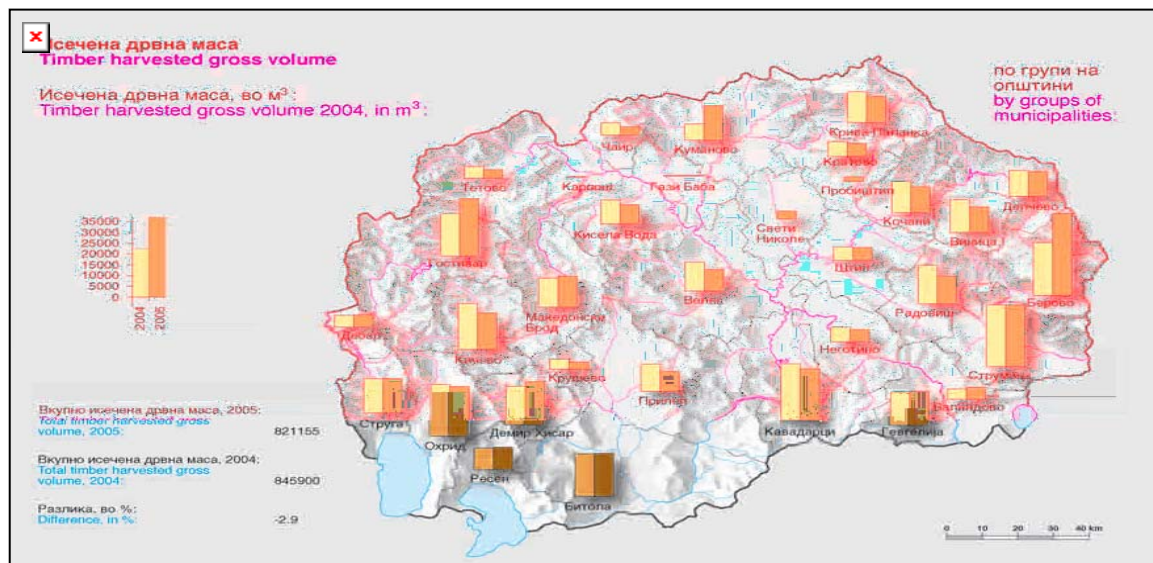 Исечена дрвна маса
Timber harvested gross volume
Исечена дрвна маса, во м³:
Timber harvested gross volume 2004, in m³:
по групи на
општини
by groups of
municipalities:
Крива Паланка
Чаир
Куманово
Кратово
Тетово
Карпош
Гази Баба
Пробиштип
Делчево
Кочани
35000
30000
25000
20000
15000
10000
5000
0
2004
2005
Гостивар
Кисела Вода
Свети
Николе
Виница
Штип
Македонски
Брод
Велес
Радовиш
Берово
Дебар
Кичево
Крушево
Неготино
Струмица
Прилеп
Валандово
Струга
Охрид
Демир Хисар
Кавадарци
Гевгелија
Ресен
Битола
Вкупно исечена дрвна маса, 2005:
Total timber harvested gross
volume, 2005: 821155
Вкупно исечена дрвна маса, 2004:
Total timber harvested gross
volume, 2004: 845900
Разлика, во %:
Difference, in %: -2.9
0 10 20 30 40 km